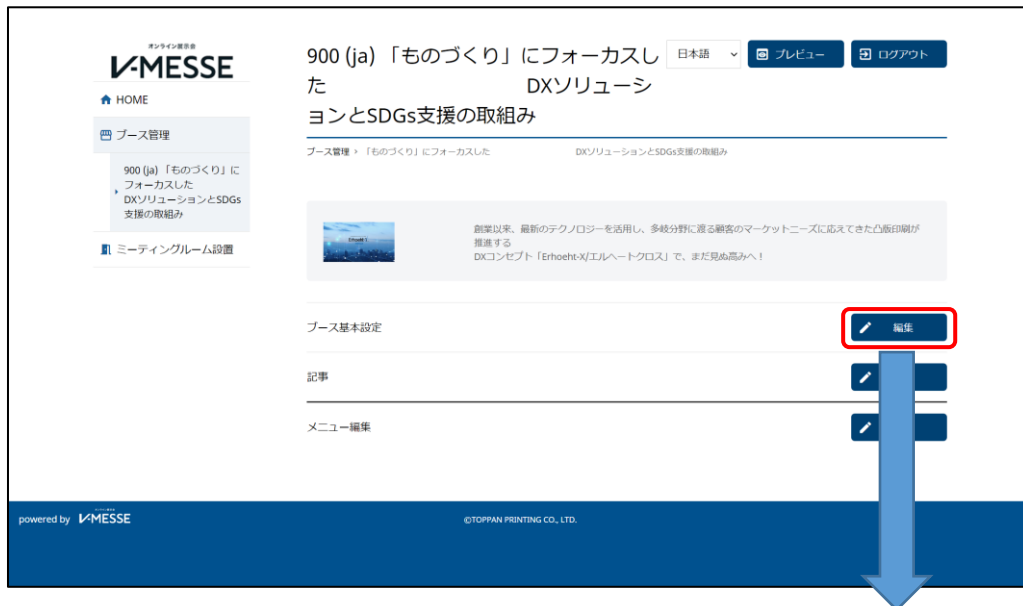 オンライン展示会
V-MESSE
HOME
ブース管理
900 (ja) 「ものづくり」に
フォーカスした
DXソリューションとSDGs
支援の取組み
ミーティングルーム設置
900 (ja) 「ものづくり」にフォーカスし
た DXソリューシ
ョンとSDGs支援の取組み
日本語
プレビュー
ログアウト
ブース管理 › 「ものづくり」にフォーカスした DXソリューションとSDGs支援の取組み
創業以来、最新のテクノロジーを活用し、多岐分野に渡る顧客のマーケットニーズに応えてきた凸版印刷が
推進する
DXコンセプト「Erhoeht-X/エルヘートクロス」で、まだ見ぬ高みへ！
ブース基本設定
編集
記事
メニュー編集
powered by V-MESSE
©TOPPAN PRINTING CO., LTD.